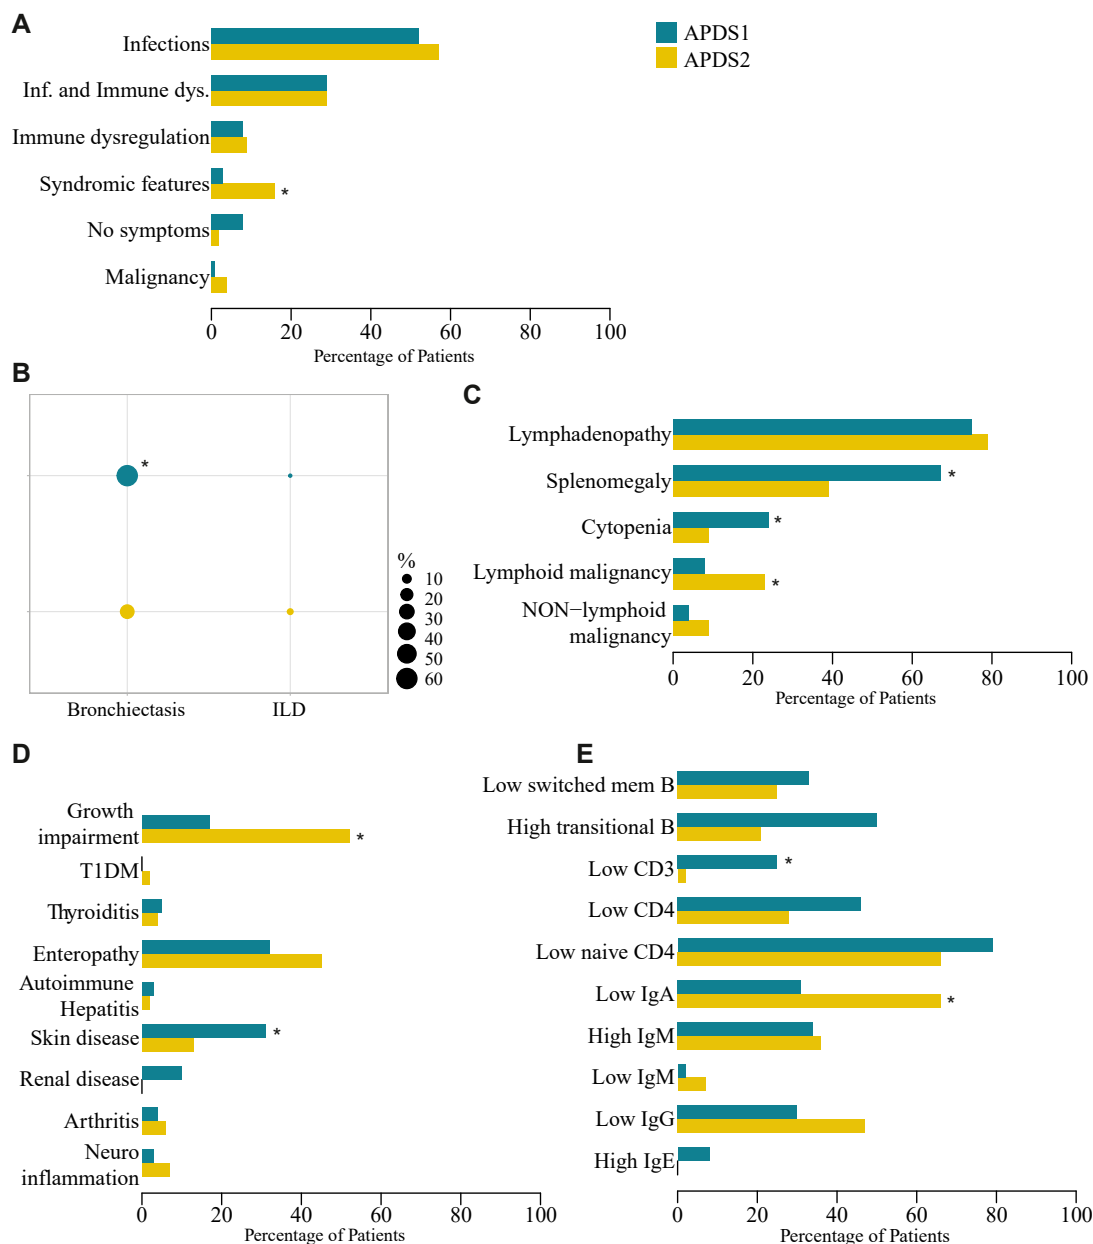 A
APDS1
APDS2
Infections
Inf. and Immune dys.
Immune dysregulation
Syndromic features
*
No symptoms
Malignancy
0 20 40 60 80 100
Percentage of Patients
B
*
%
10
20
30
40
50
60
Bronchiectasis ILD
C
Lymphadenopathy
Splenomegaly
*
Cytopenia
*
Lymphoid malignancy
*
NON−lymphoid
malignancy
0 20 40 60 80 100
Percentage of Patients
D
Growth
impairment
*
T1DM
Thyroiditis
Enteropathy
Autoimmune
Hepatitis
Skin disease
*
Renal disease
Arthritis
Neuro
inflammation
0 20 40 60 80 100
Percentage of Patients
E
Low switched mem B
High transitional B
Low CD3
*
Low CD4
Low naive CD4
Low IgA
*
High IgM
Low IgM
Low IgG
High IgE
0 20 40 60 80 100
Percentage of Patients